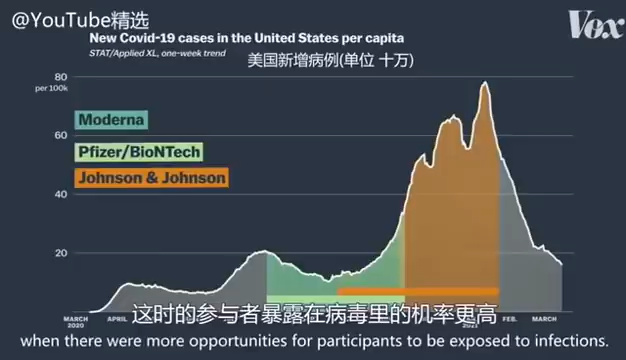 @YouTube精选
Vox
New Covid-19 cases in the United States per capita
STAT/Applied XL, one-week trend
美国新增病例(单位 十万)
80
per 100k
Moderna
60
Pfizer/BioNTech
Johnson & Johnson
40
20
MARCH
2020
APRIL
2021
FEB.
MARCH
这时的参与者暴露在病毒里的机率更高
when there were more opportunities for participants to be exposed to infections.